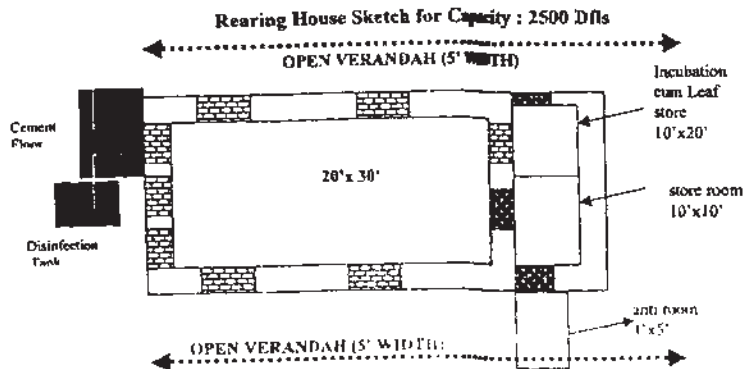 Rearing House Sketch for Capacity : 2500 Dfls
OPEN VERANDAH (5' WIDTH)
Incubation
cum Leaf
store
10'x20'
Cement
Floor
20'x 30'
store room
10'x10'
Disinfection
Tank
anti room
OPEN VERANDAH (5' WIDTH)